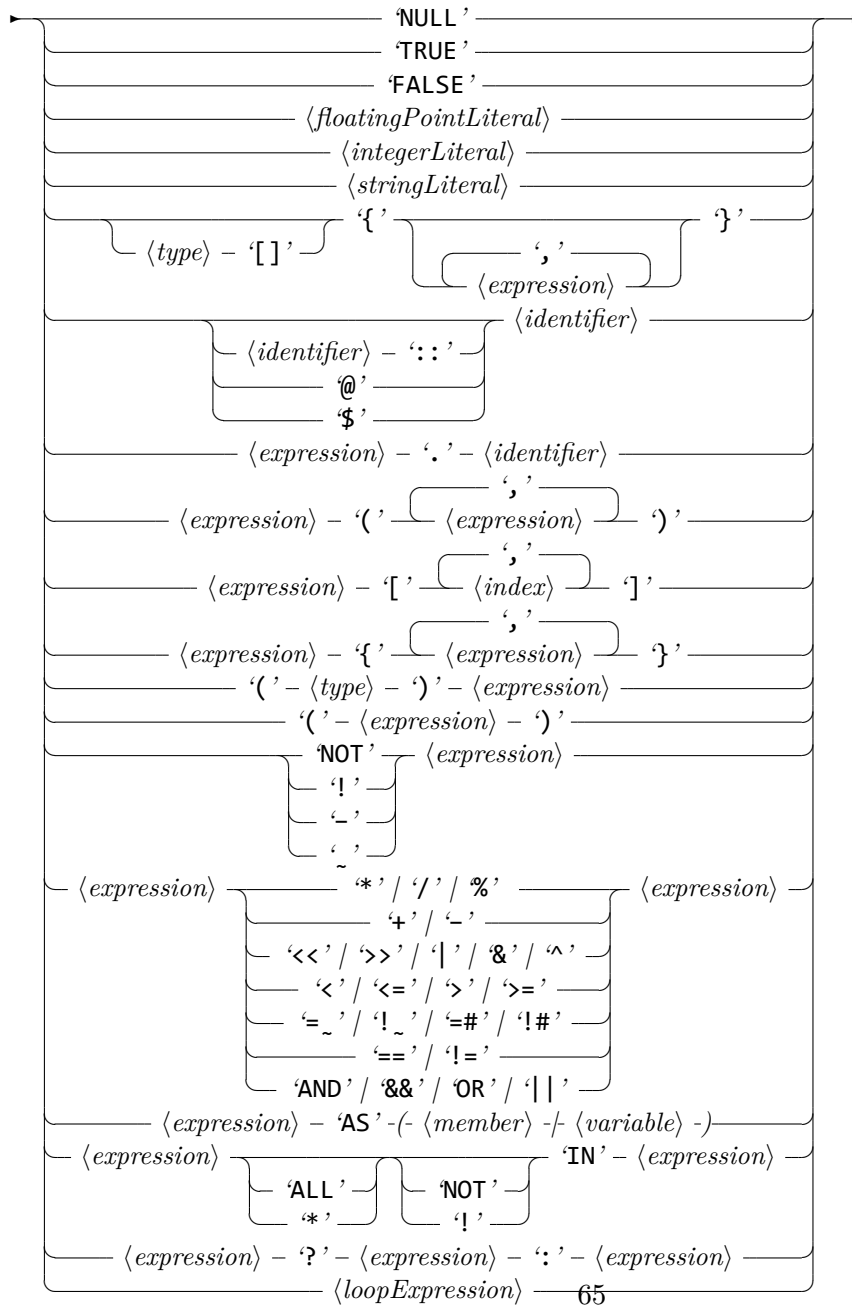 ‘NULL’
‘TRUE’
‘FALSE’
⟨floatingPointLiteral⟩
⟨integerLiteral⟩
⟨stringLiteral⟩
⟨type⟩ – ‘[]’ ‘{’ ‘,’ ⟨expression⟩ ‘}’
⟨identifier⟩ – ‘::’ ⟨identifier⟩
‘@’
‘$’
⟨expression⟩ – ‘.’ – ⟨identifier⟩
⟨expression⟩ – ‘(’ ‘,’ ⟨expression⟩ ‘)’
⟨expression⟩ – ‘[’ ‘,’ ⟨index⟩ ‘]’
⟨expression⟩ – ‘{’ ‘,’ ⟨expression⟩ ‘}’
‘(’ – ⟨type⟩ – ‘)’ – ⟨expression⟩
‘(’ – ⟨expression⟩ – ‘)’
‘NOT’ ⟨expression⟩
‘!’
‘-’
‘~’
⟨expression⟩ ‘*’ / ‘/’ / ‘%’ ⟨expression⟩
‘+’ / ‘-’
‘<<’ / ‘>>’ / ‘|’ / ‘&’ / ‘^’
‘<’ / ‘<=’ / ‘>’ / ‘>=’
‘=~’ / ‘!~’ / ‘=#’ / ‘!#’
‘==’ / ‘!=’
‘AND’ / ‘&&’ / ‘OR’ / ‘||’
⟨expression⟩ – ‘AS’ -(- ⟨member⟩ -/- ⟨variable⟩ -)
⟨expression⟩ ‘ALL’ ‘NOT’ ‘IN’ – ⟨expression⟩
‘*’ ‘!’
⟨expression⟩ – ‘?’ – ⟨expression⟩ – ‘:’ – ⟨expression⟩
⟨loopExpression⟩
65